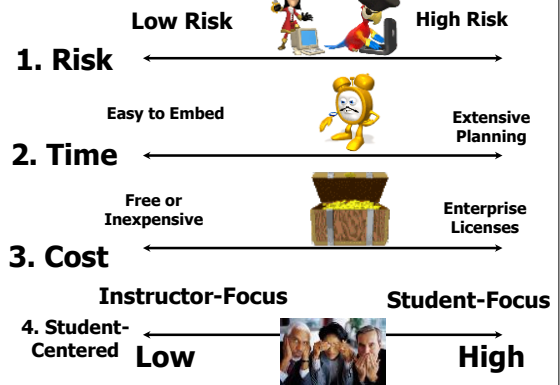 Low Risk
High Risk
1. Risk
Easy to Embed
Extensive
Planning
2. Time
Free or
Inexpensive
Enterprise
Licenses
3. Cost
Instructor-Focus
Student-Focus
4. Student-
Centered
Low
High